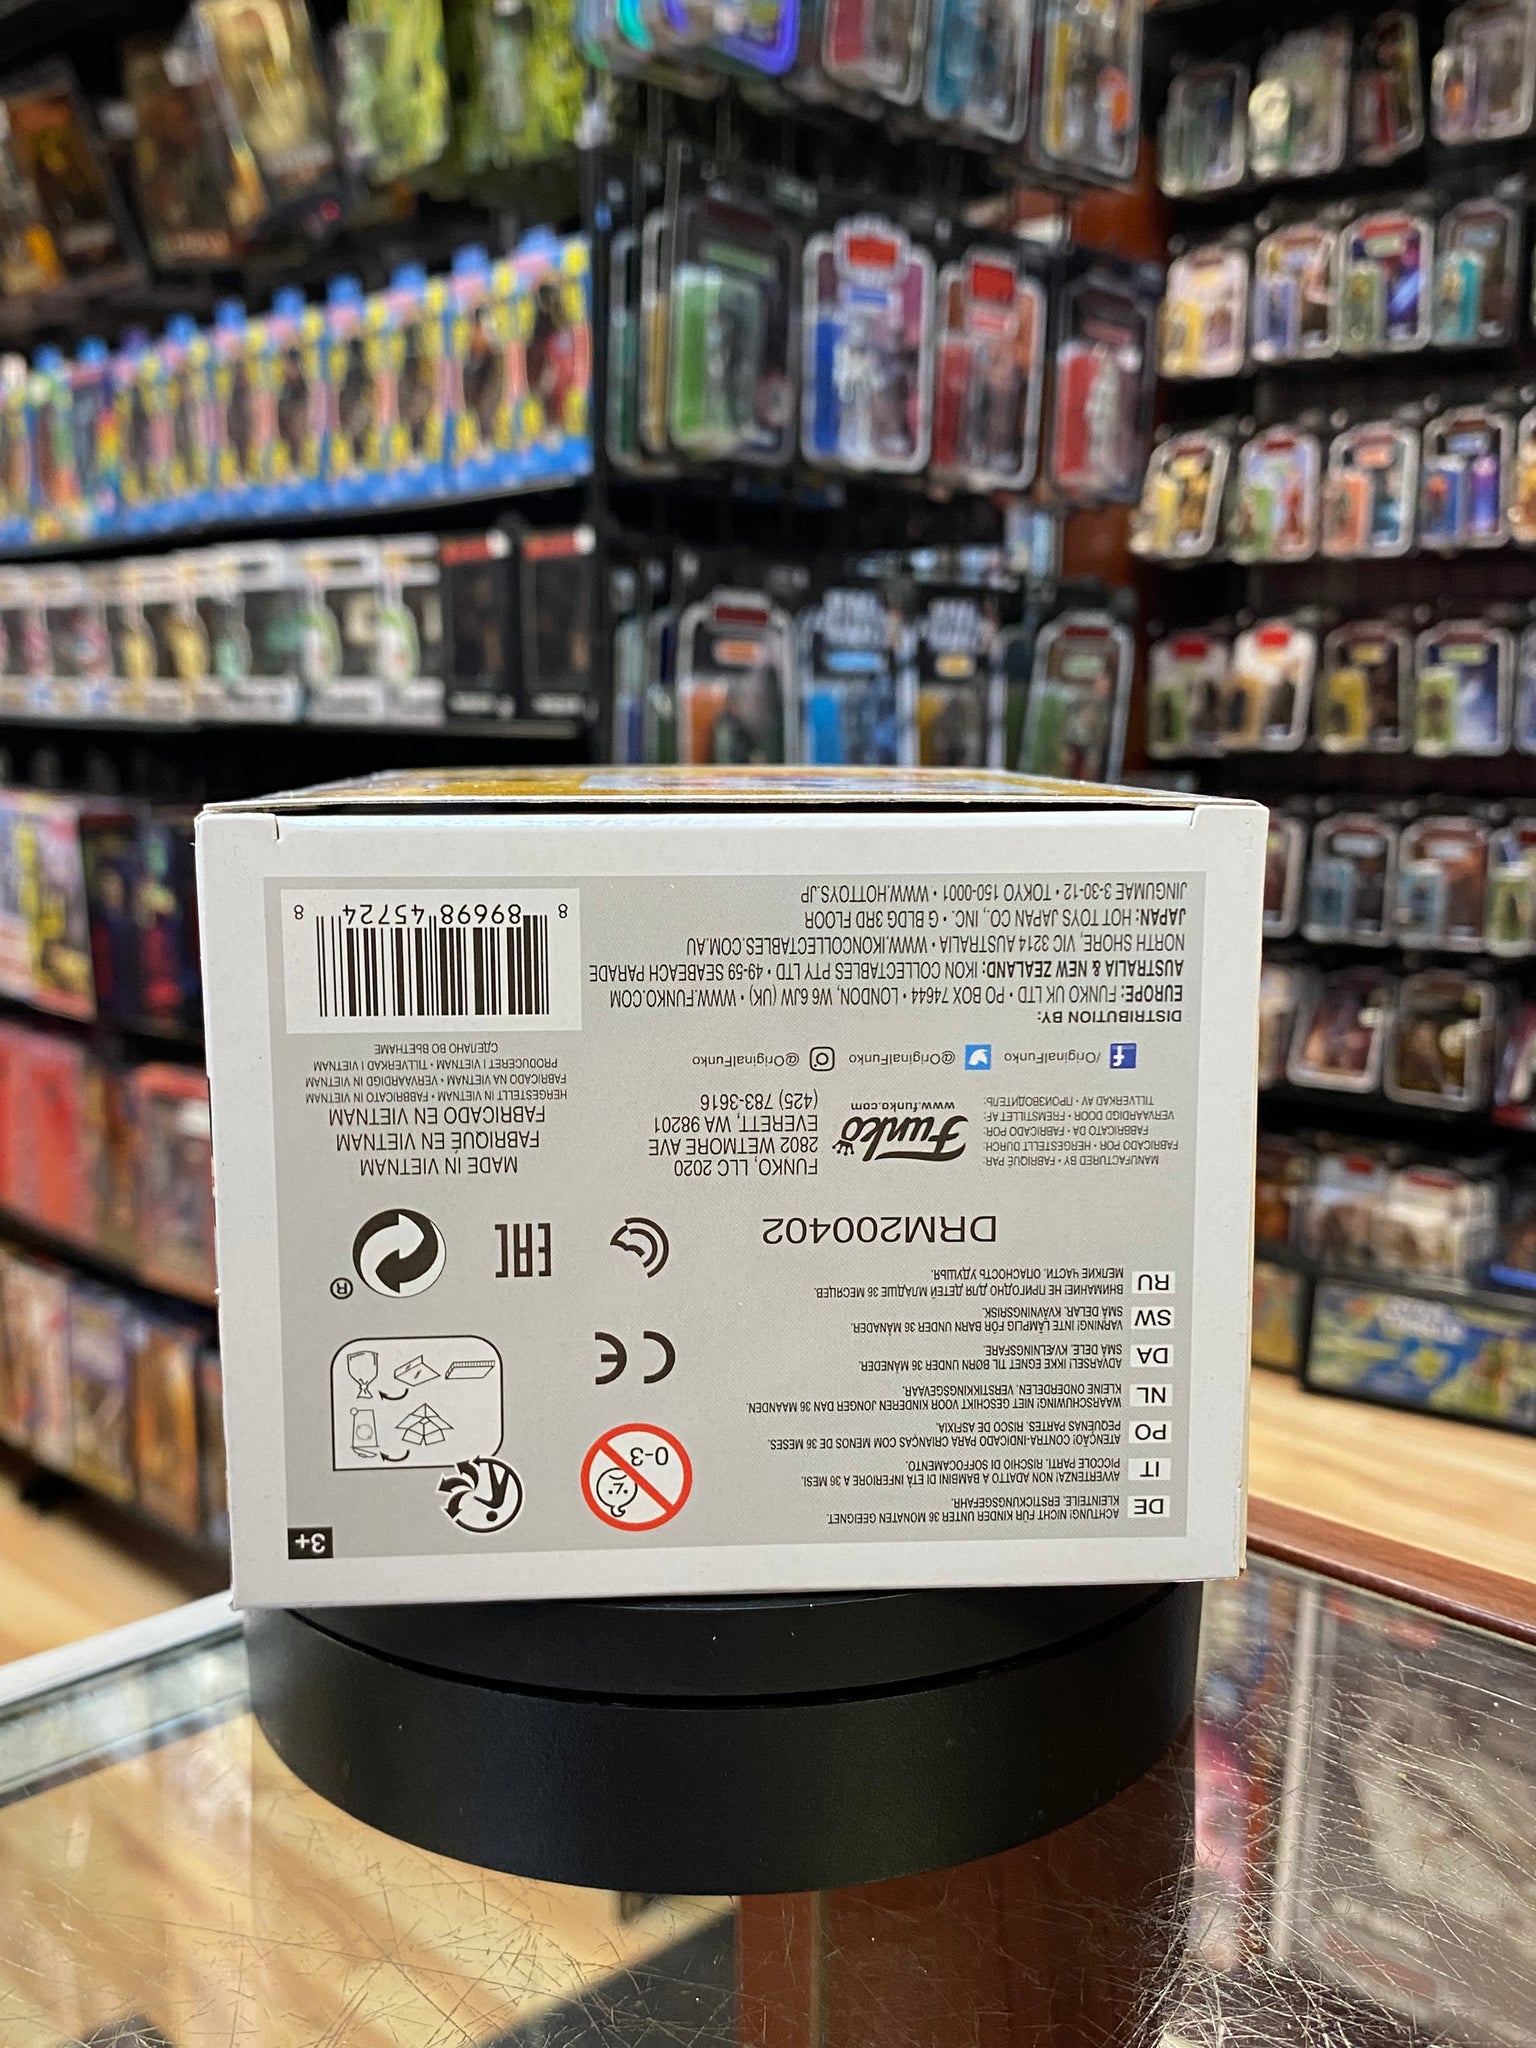 DE
ACHTUNG! NICHT FÜR KINDER UNTER 36 MONATEN GEEIGNET.
KLEINTEILE. ERSTICKUNGSGEFAHR.
IT
AVVERTENZA! NON ADATTO A BAMBINI DI ETÀ INFERIORE A 36 MESI.
PICCOLE PARTI. RISCHIO DI SOFFOCAMENTO.
PO
ATENÇÃO! CONTRA-INDICADO PARA CRIANÇAS COM MENOS DE 36 MESES.
PEQUENAS PARTES. RISCO DE ASFIXIA.
NL
WAARSCHUWING! NIET GESCHIKT VOOR KINDEREN JONGER DAN 36 MAANDEN.
KLEINE ONDERDELEN. VERSTIKKINGSGEVAAR.
DA
ADVARSEL! IKKE EGNET TIL BORN UNDER 36 MÅNEDER.
SMÅ DELE. KVÆLNINGSFARE.
SW
VARNING! INTE LÄMPLIG FÖR BARN UNDER 36 MÅNADER.
SMÅ DELAR. KVÄVNINGSRISK.
RU
ВНИМАНИЕ! НЕ ПРИГОДНО ДЛЯ ДЕТЕЙ МЛАДШЕ 36 МЕСЯЦЕВ.
МЕЛКИЕ ЧАСТИ. ОПАСНОСТЬ УДУШЬЯ.
0-3
3+
CE
EAC
®
DRM200402
MANUFACTURED BY • FABRIQUÉ PAR:
FABRICADO POR • HERGESTELLT DURCH:
FABBRICATO DA • FABRICADO POR:
VERVAARDIGD DOOR • FREMSTILLET AF:
TILLVERKAD AV • ПРОИЗВОДИТЕЛЬ:
Funko
www.funko.com
FUNKO, LLC 2020
2802 WETMORE AVE
EVERETT, WA 98201
(425) 783-3616
MADE IN VIETNAM
FABRIQUÉ EN VIETNAM
FABRICADO EN VIETNAM
HERGESTELLT IN VIETNAM • FABRICATO IN VIETNAM
FABRICADO NA VIETNAM • VERVAARDIGD IN VIETNAM
PRODUCERET I VIETNAM • TILLVERKAD I VIETNAM
СДЕЛАНО ВО ВЬЕТНАМЕ
/OriginalFunko
@OriginalFunko
@OriginalFunko
DISTRIBUTION BY:
EUROPE: FUNKO UK LTD • PO BOX 74644 • LONDON, W6 6JW (UK) • WWW.FUNKO.COM
AUSTRALIA & NEW ZEALAND: IKON COLLECTABLES PTY LTD • 49-59 SEABEACH PARADE
NORTH SHORE, VIC 3214 AUSTRALIA • WWW.IKONCOLLECTABLES.COM.AU
JAPAN: HOT TOYS JAPAN CO., INC. • G BLDG 3RD FLOOR
JINGUMAE 3-30-12 • TOKYO 150-0001 • WWW.HOTTOYS.JP
8 89698 45724 8